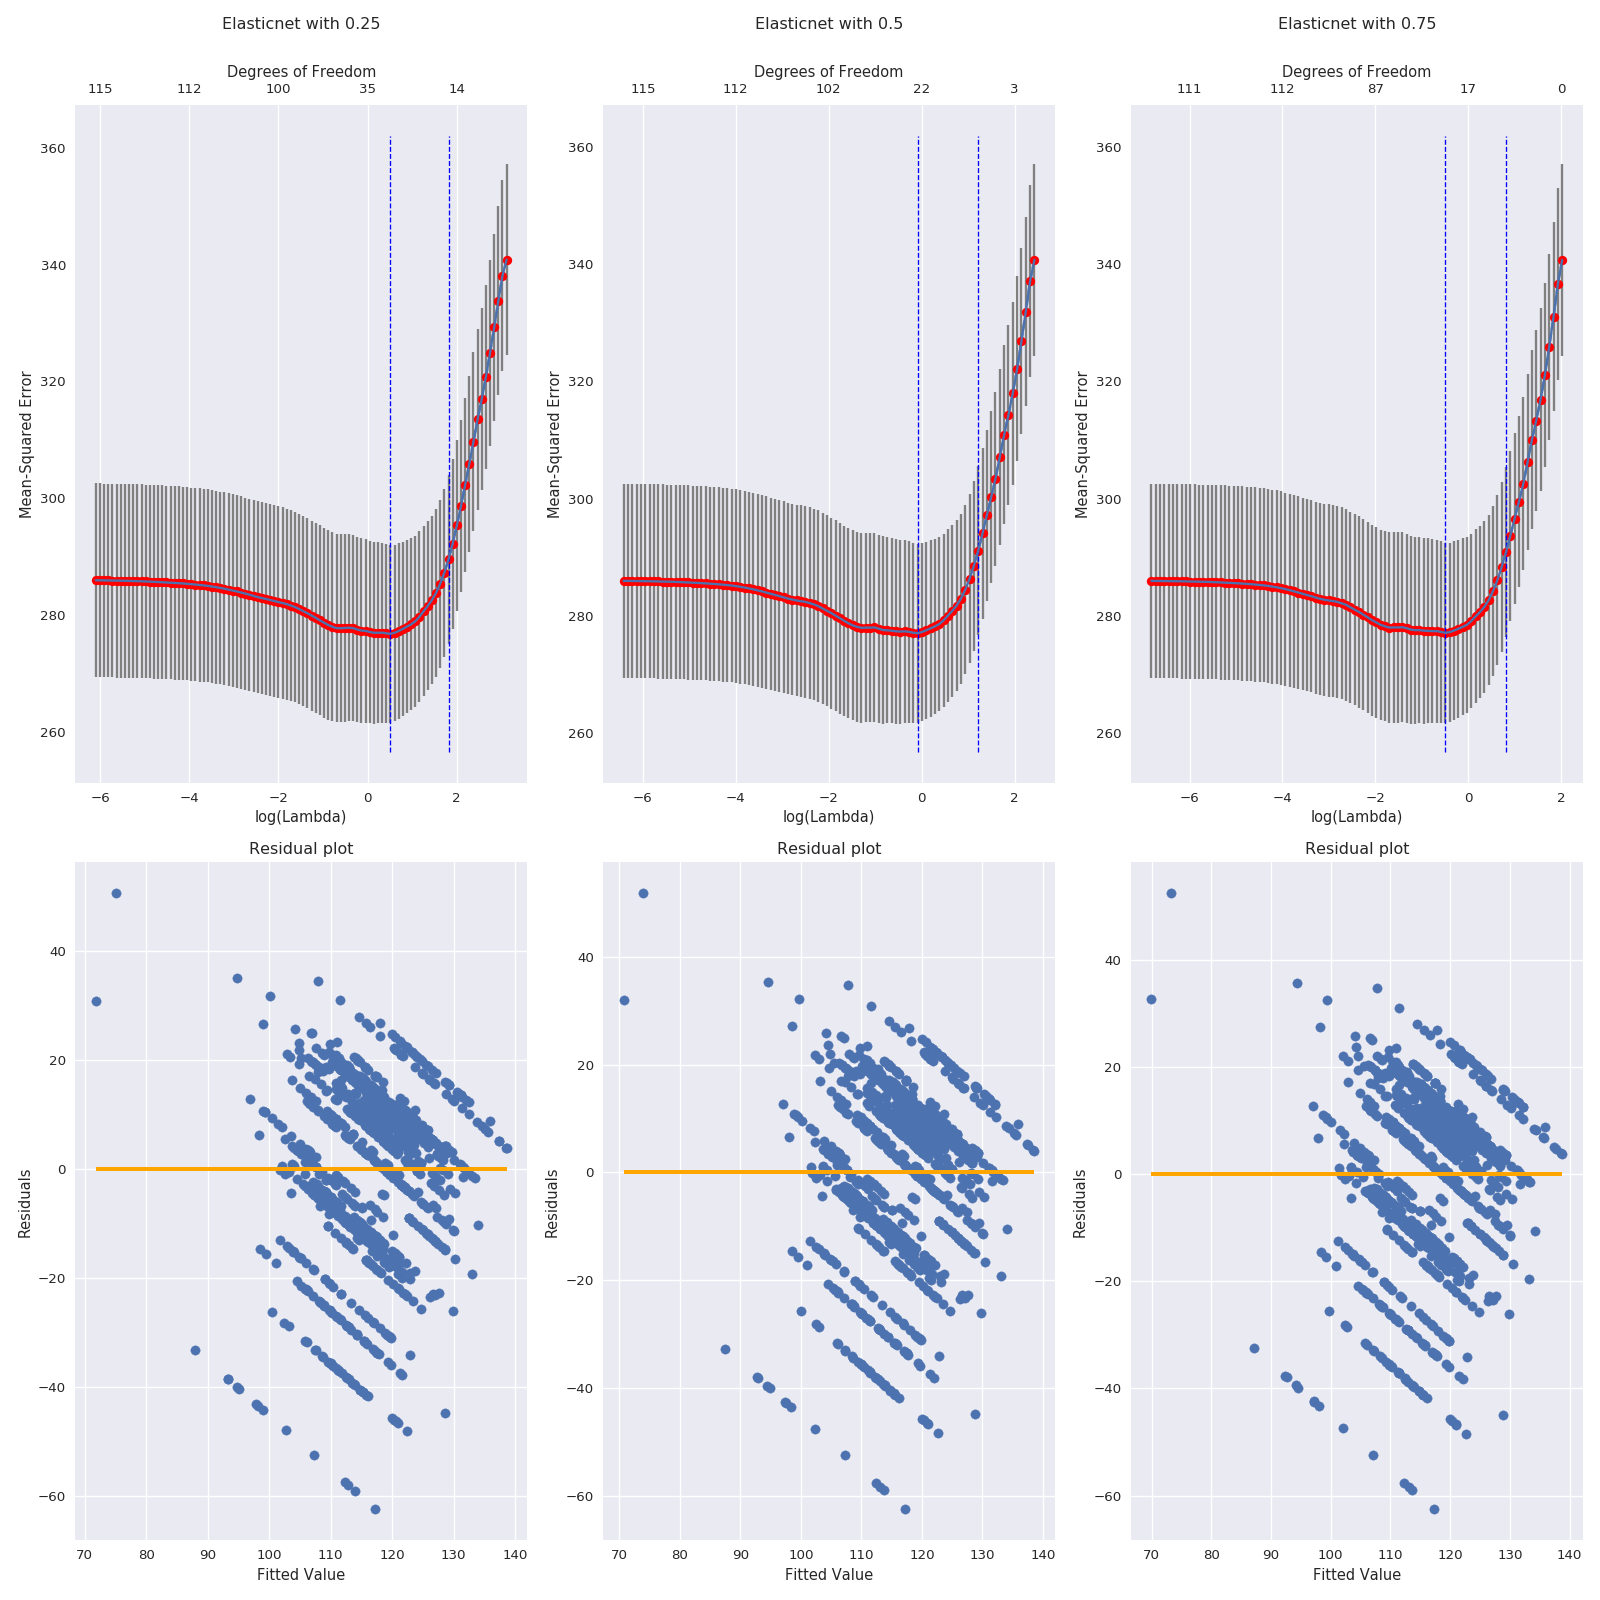 Elasticnet with 0.25
Elasticnet with 0.5
Elasticnet with 0.75
Degrees of Freedom
Degrees of Freedom
Degrees of Freedom
115 112 100 35 14
115 112 102 22 3
111 112 87 17 0
360
340
320
300
280
260
Mean-Squared Error
−6 −4 −2 0 2
log(Lambda)
360
340
320
300
280
260
Mean-Squared Error
−6 −4 −2 0 2
log(Lambda)
360
340
320
300
280
260
Mean-Squared Error
−6 −4 −2 0 2
log(Lambda)
Residual plot
40
20
0
−20
−40
−60
Residuals
70 80 90 100 110 120 130 140
Fitted Value
Residual plot
40
20
0
−20
−40
−60
Residuals
70 80 90 100 110 120 130 140
Fitted Value
Residual plot
40
20
0
−20
−40
−60
Residuals
70 80 90 100 110 120 130 140
Fitted Value